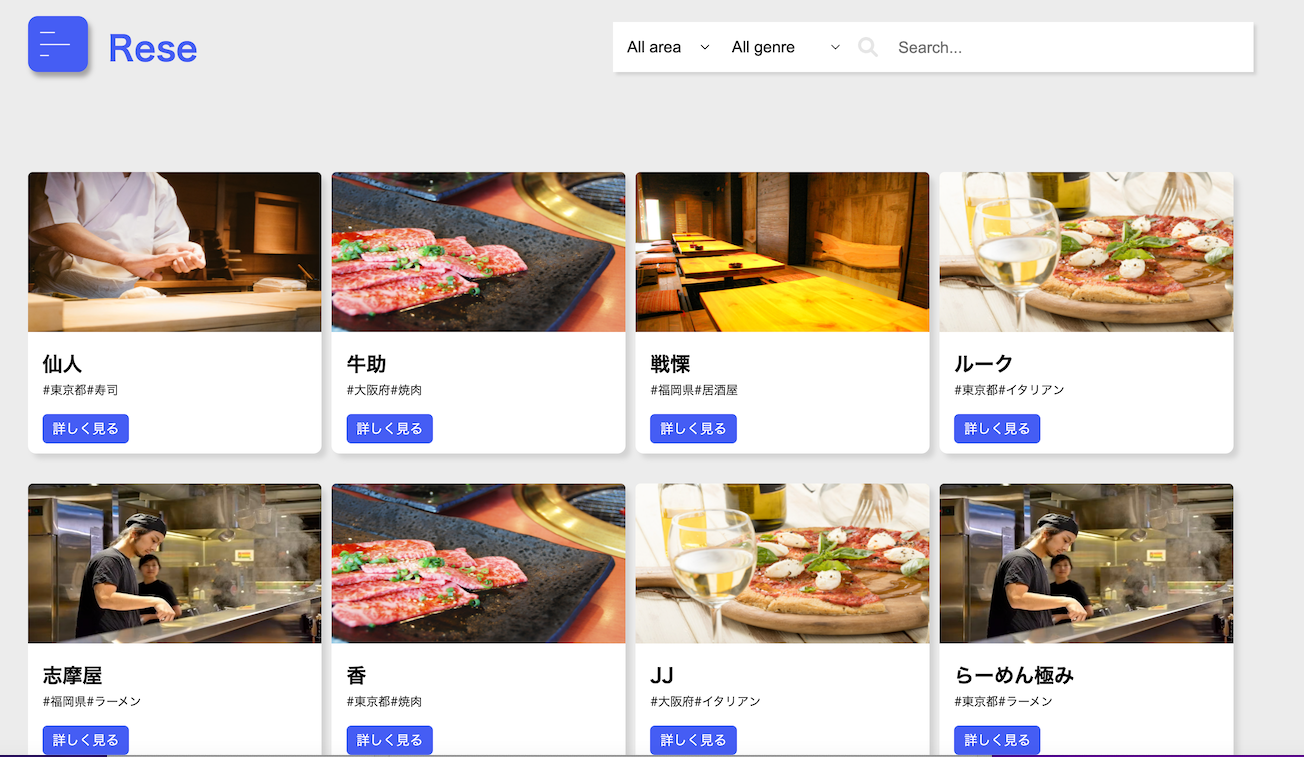 Rese
All area
All genre
Search...
仙人
#東京都#寿司
詳しく見る
牛助
#大阪府#焼肉
詳しく見る
戦慄
#福岡県#居酒屋
詳しく見る
ルーク
#東京都#イタリアン
詳しく見る
志摩屋
#福岡県#ラーメン
詳しく見る
香
#東京都#焼肉
詳しく見る
JJ
#大阪府#イタリアン
詳しく見る
らーめん極み
#東京都#ラーメン
詳しく見る